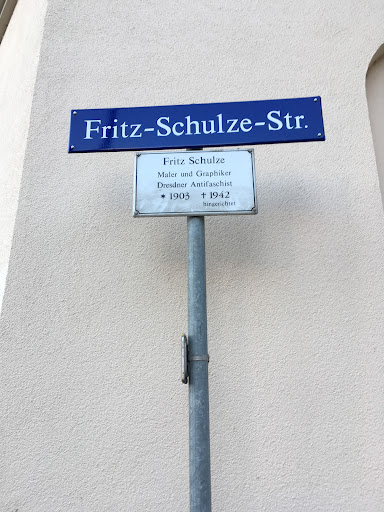 Fritz-Schulze-Str.
Fritz Schulze
Maler und Graphiker
Dresdner Antifaschist
* 1903 † 1942
hingerichtet